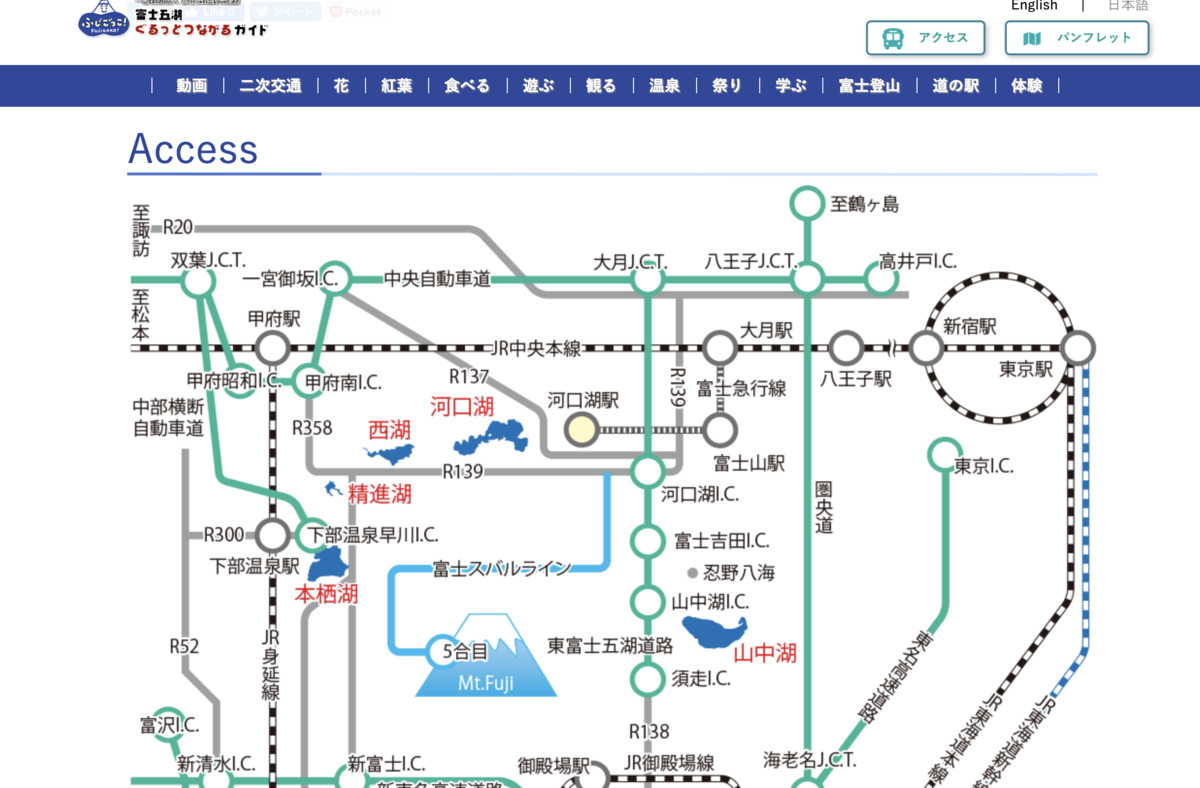 English
日本語
ツイート
Pocket
ふじごっこ!
FUJIGOKO!
富士五湖
ぐるっとつながるガイド
アクセス
パンフレット
動画
二次交通
花
紅葉
食べる
遊ぶ
観る
温泉
祭り
学ぶ
富士登山
道の駅
体験
Access
至諏訪
R20
至鶴ヶ島
双葉J.C.T.
一宮御坂I.C.
中央自動車道
大月J.C.T.
八王子J.C.T.
高井戸I.C.
至松本
甲府駅
JR中央本線
大月駅
八王子駅
新宿駅
東京駅
甲府昭和I.C.
甲府南I.C.
R137
R139
富士急行線
中部横断
自動車道
R358
西湖
河口湖
河口湖駅
富士山駅
R139
精進湖
河口湖I.C.
東京I.C.
圏央道
R300
下部温泉早川I.C.
下部温泉駅
本栖湖
富士スバルライン
富士吉田I.C.
忍野八海
山中湖I.C.
R52
JR身延線
5合目
Mt.Fuji
東富士五湖道路
山中湖
須走I.C.
東名高速道路
富沢I.C.
R138
JR東海道本線
JR東海道新幹線
新清水I.C.
新富士I.C.
御殿場駅
JR御殿場線
海老名J.C.T.
新東名高速道路